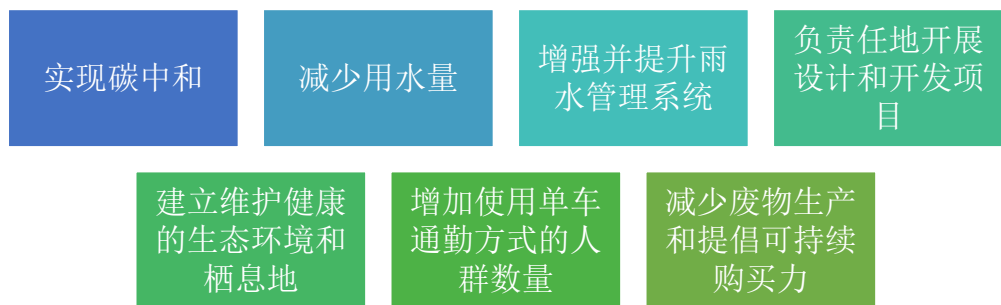 实现碳中和
减少用水量
增强并提升雨
水管理系统
负责任地开展
设计和开发项
目
建立维护健康
的生态环境和
栖息地
增加使用单车
通勤方式的人
群数量
减少废物生产
和提倡可持续
购买力